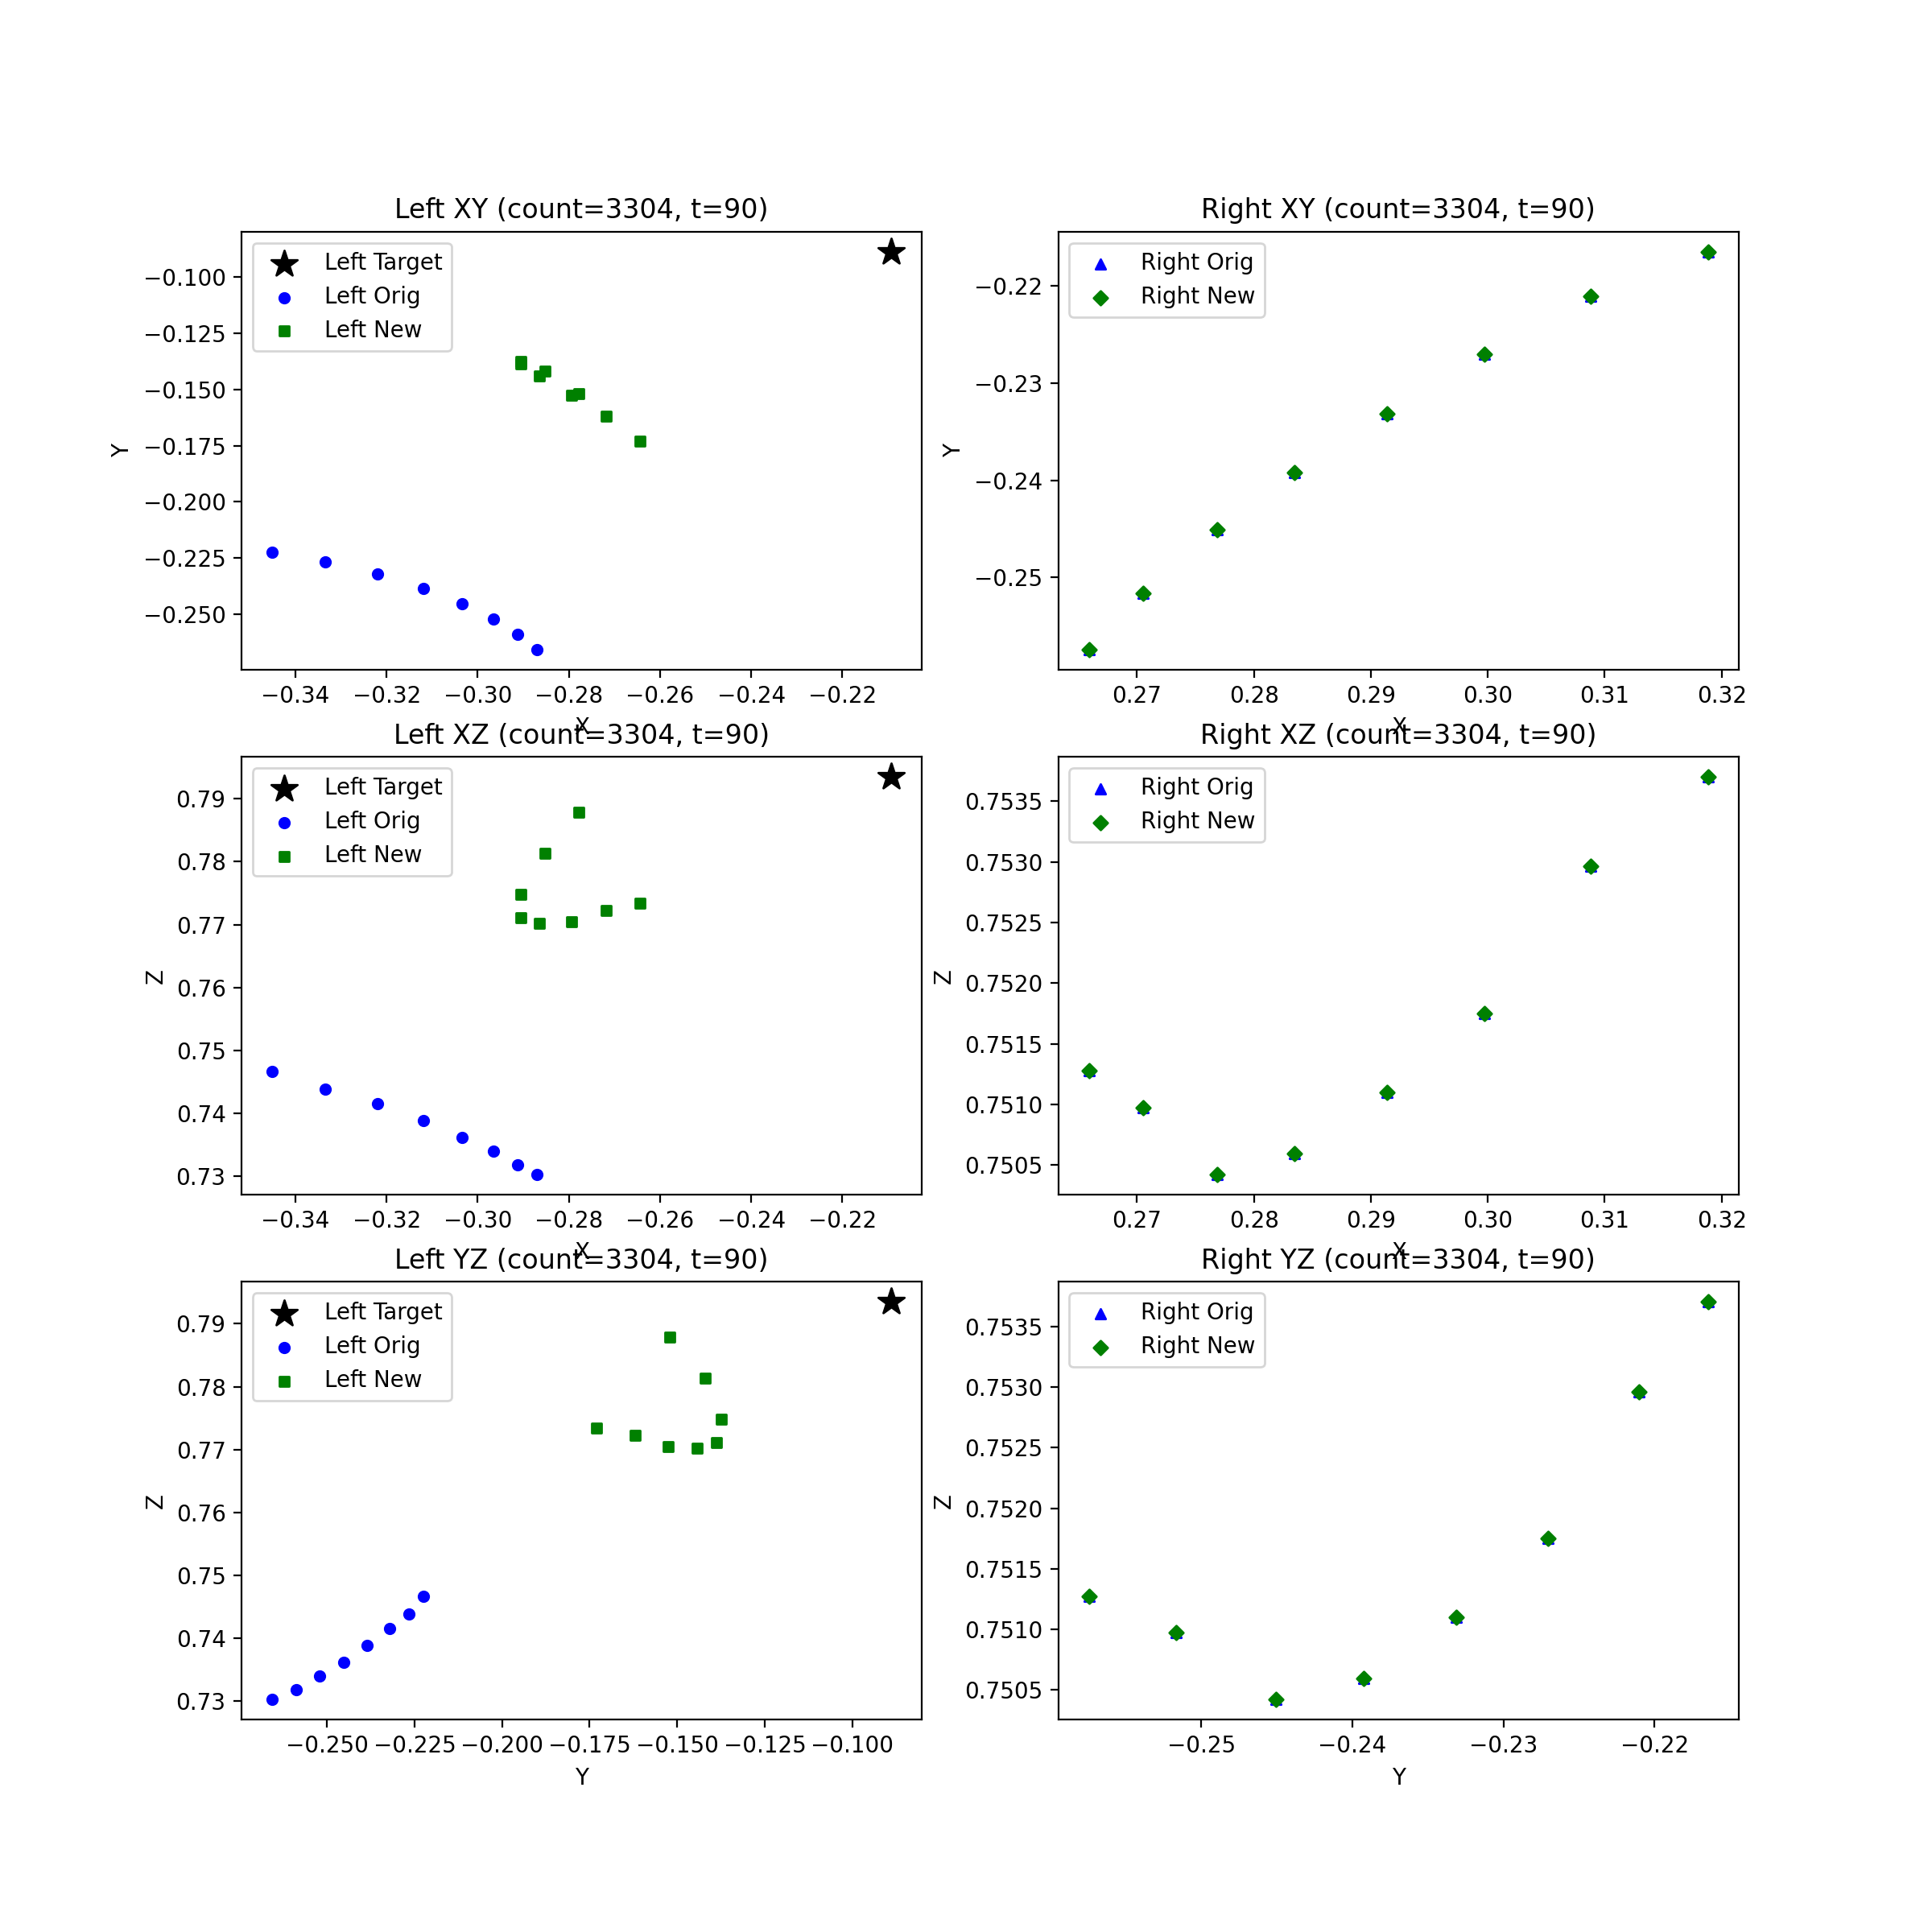 Left XY (count=3304, t=90)
Left Target
Left Orig
Left New
−0.100
−0.125
−0.150
−0.175
−0.200
−0.225
−0.250
Y
−0.34 −0.32 −0.30 −0.28 −0.26 −0.24 −0.22
X
Right XY (count=3304, t=90)
Right Orig
Right New
−0.22
−0.23
−0.24
−0.25
Y
0.27 0.28 0.29 0.30 0.31 0.32
X
Left XZ (count=3304, t=90)
Left Target
Left Orig
Left New
0.79
0.78
0.77
0.76
0.75
0.74
0.73
Z
−0.34 −0.32 −0.30 −0.28 −0.26 −0.24 −0.22
X
Right XZ (count=3304, t=90)
Right Orig
Right New
0.7535
0.7530
0.7525
0.7520
0.7515
0.7510
0.7505
Z
0.27 0.28 0.29 0.30 0.31 0.32
X
Left YZ (count=3304, t=90)
Left Target
Left Orig
Left New
0.79
0.78
0.77
0.76
0.75
0.74
0.73
Z
−0.250 −0.225 −0.200 −0.175 −0.150 −0.125 −0.100
Y
Right YZ (count=3304, t=90)
Right Orig
Right New
0.7535
0.7530
0.7525
0.7520
0.7515
0.7510
0.7505
Z
−0.25 −0.24 −0.23 −0.22
Y